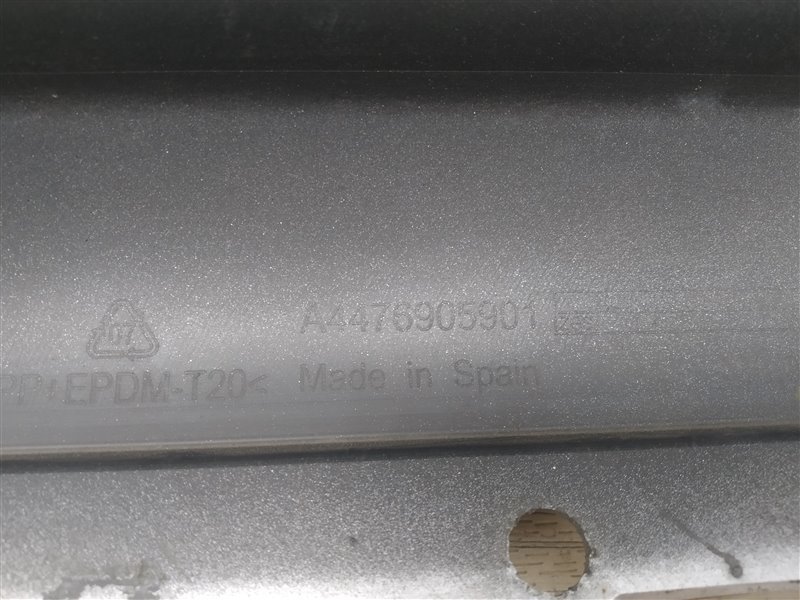 A4476905901
PP+EPDM-T20< Made in Spain